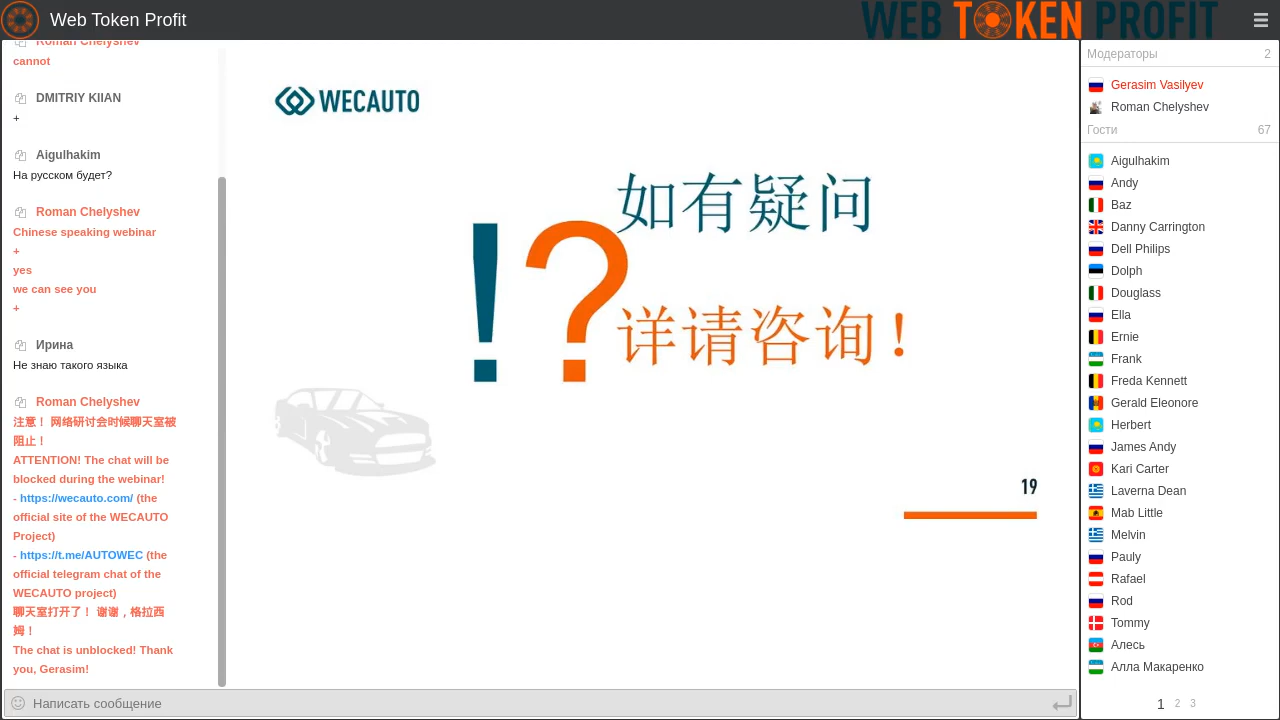 Web Token Profit
WEB TOKEN PROFIT
Roman Chelyshev
cannot
DMITRIY KIIAN
+
Aigulhakim
На русском будет?
Roman Chelyshev
Chinese speaking webinar
+
yes
we can see you
+
Ирина
Не знаю такого языка
Roman Chelyshev
注意！ 网络研讨会时候聊天室被
阻止！
ATTENTION! The chat will be
blocked during the webinar!
- https://wecauto.com/ (the
official site of the WECAUTO
Project)
- https://t.me/AUTOWEC (the
official telegram chat of the
WECAUTO project)
聊天室打开了！ 谢谢，格拉西
姆！
The chat is unblocked! Thank
you, Gerasim!
Написать сообщение
WECAUTO
如有疑问
!?
详请咨询！
19
Модераторы 2
Gerasim Vasilyev
Roman Chelyshev
Гости 67
Aigulhakim
Andy
Baz
Danny Carrington
Dell Philips
Dolph
Douglass
Ella
Ernie
Frank
Freda Kennett
Gerald Eleonore
Herbert
James Andy
Kari Carter
Laverna Dean
Mab Little
Melvin
Pauly
Rafael
Rod
Tommy
Алесь
Алла Макаренко
1 2 3